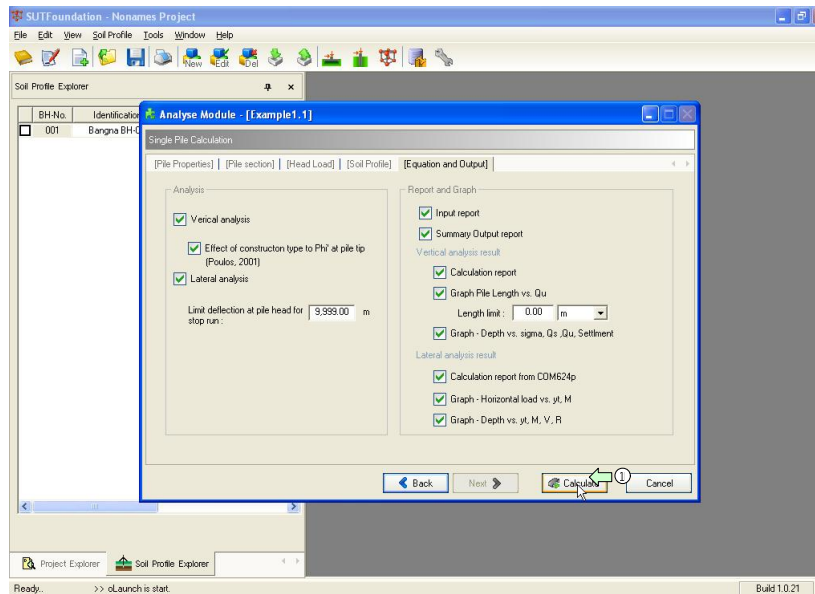 SUTFoundation - Nonames Project
File Edit View Soil Profile Tools Window Help
New Edit Del
Soil Profile Explorer
BH-No. Identification
001 Bangna BH-
Analyse Module - [Example1.1]
Single Pile Calculation
[Pile Properties] [Pile section] [Head Load] [Soil Profile] [Equation and Output]
Analysis
Verical analysis
Effect of constructon type to Phi' at pile tip
(Poulos, 2001)
Lateral analysis
Limit deflection at pile head for 9,999.00 m
stop run :
Report and Graph
Input report
Summary Output report
Vertical analysis result
Calculation report
Graph Pile Length vs. Qu
Length limit : 0.00 m
Graph - Depth vs. sigma, Qs ,Qu, Settlment
Lateral analysis result
Calculation report from COM624p
Graph - Horizontal load vs. yt, M
Graph - Depth vs. yt, M, V, R
Back Next Calculate 1 Cancel
Project Explorer Soil Profile Explorer
Ready.. >> oLaunch is start. Build 1.0.21